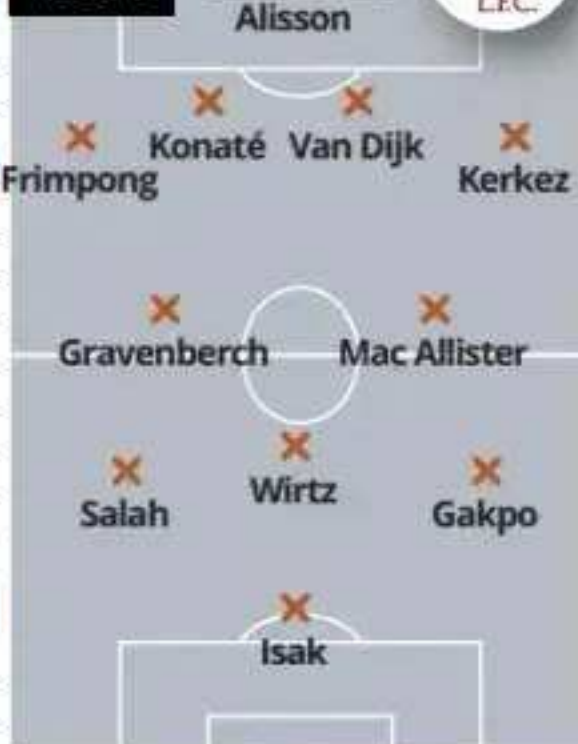 L.F.C.
Alisson
Konaté Van Dijk
Frimpong Kerkez
Gravenberch Mac Allister
Wirtz
Salah Gakpo
Isak